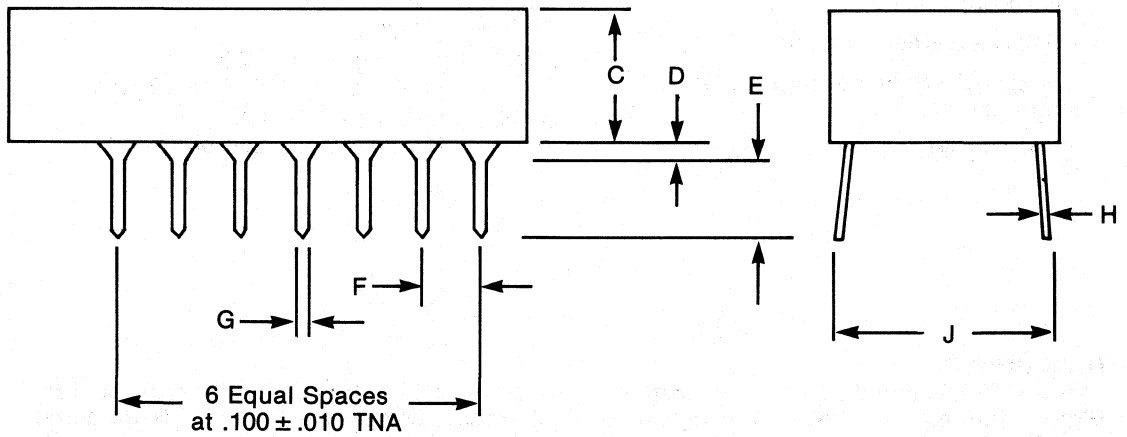 C
D
E
H
F
G
J
6 Equal Spaces
at .100 ± .010 TNA